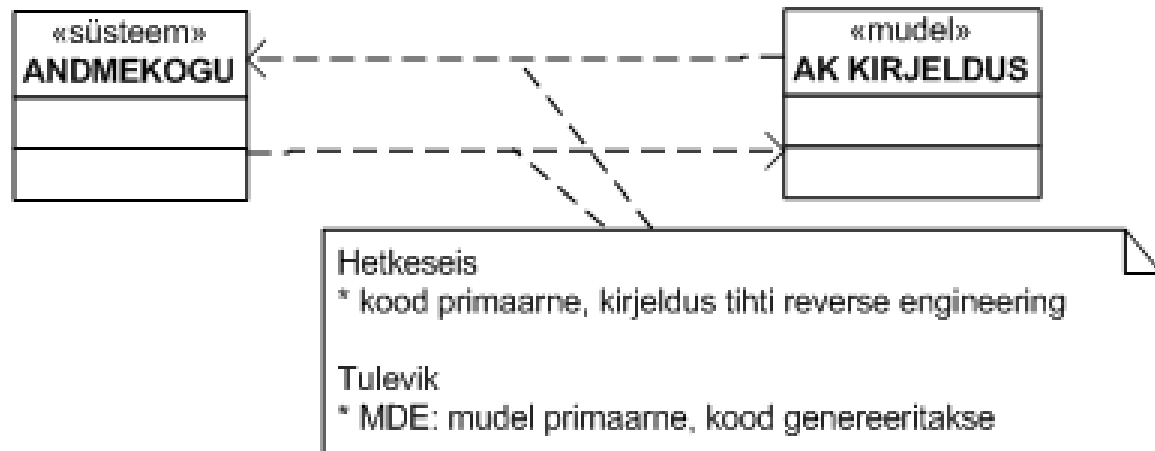 «süsteem»
ANDMEKOGU
«mudel»
AK KIRJELDUS
Hetkeseis
* kood primaarne, kirjeldus tihti reverse engineering
Tulevik
* MDE: mudel primaarne, kood genereeritakse